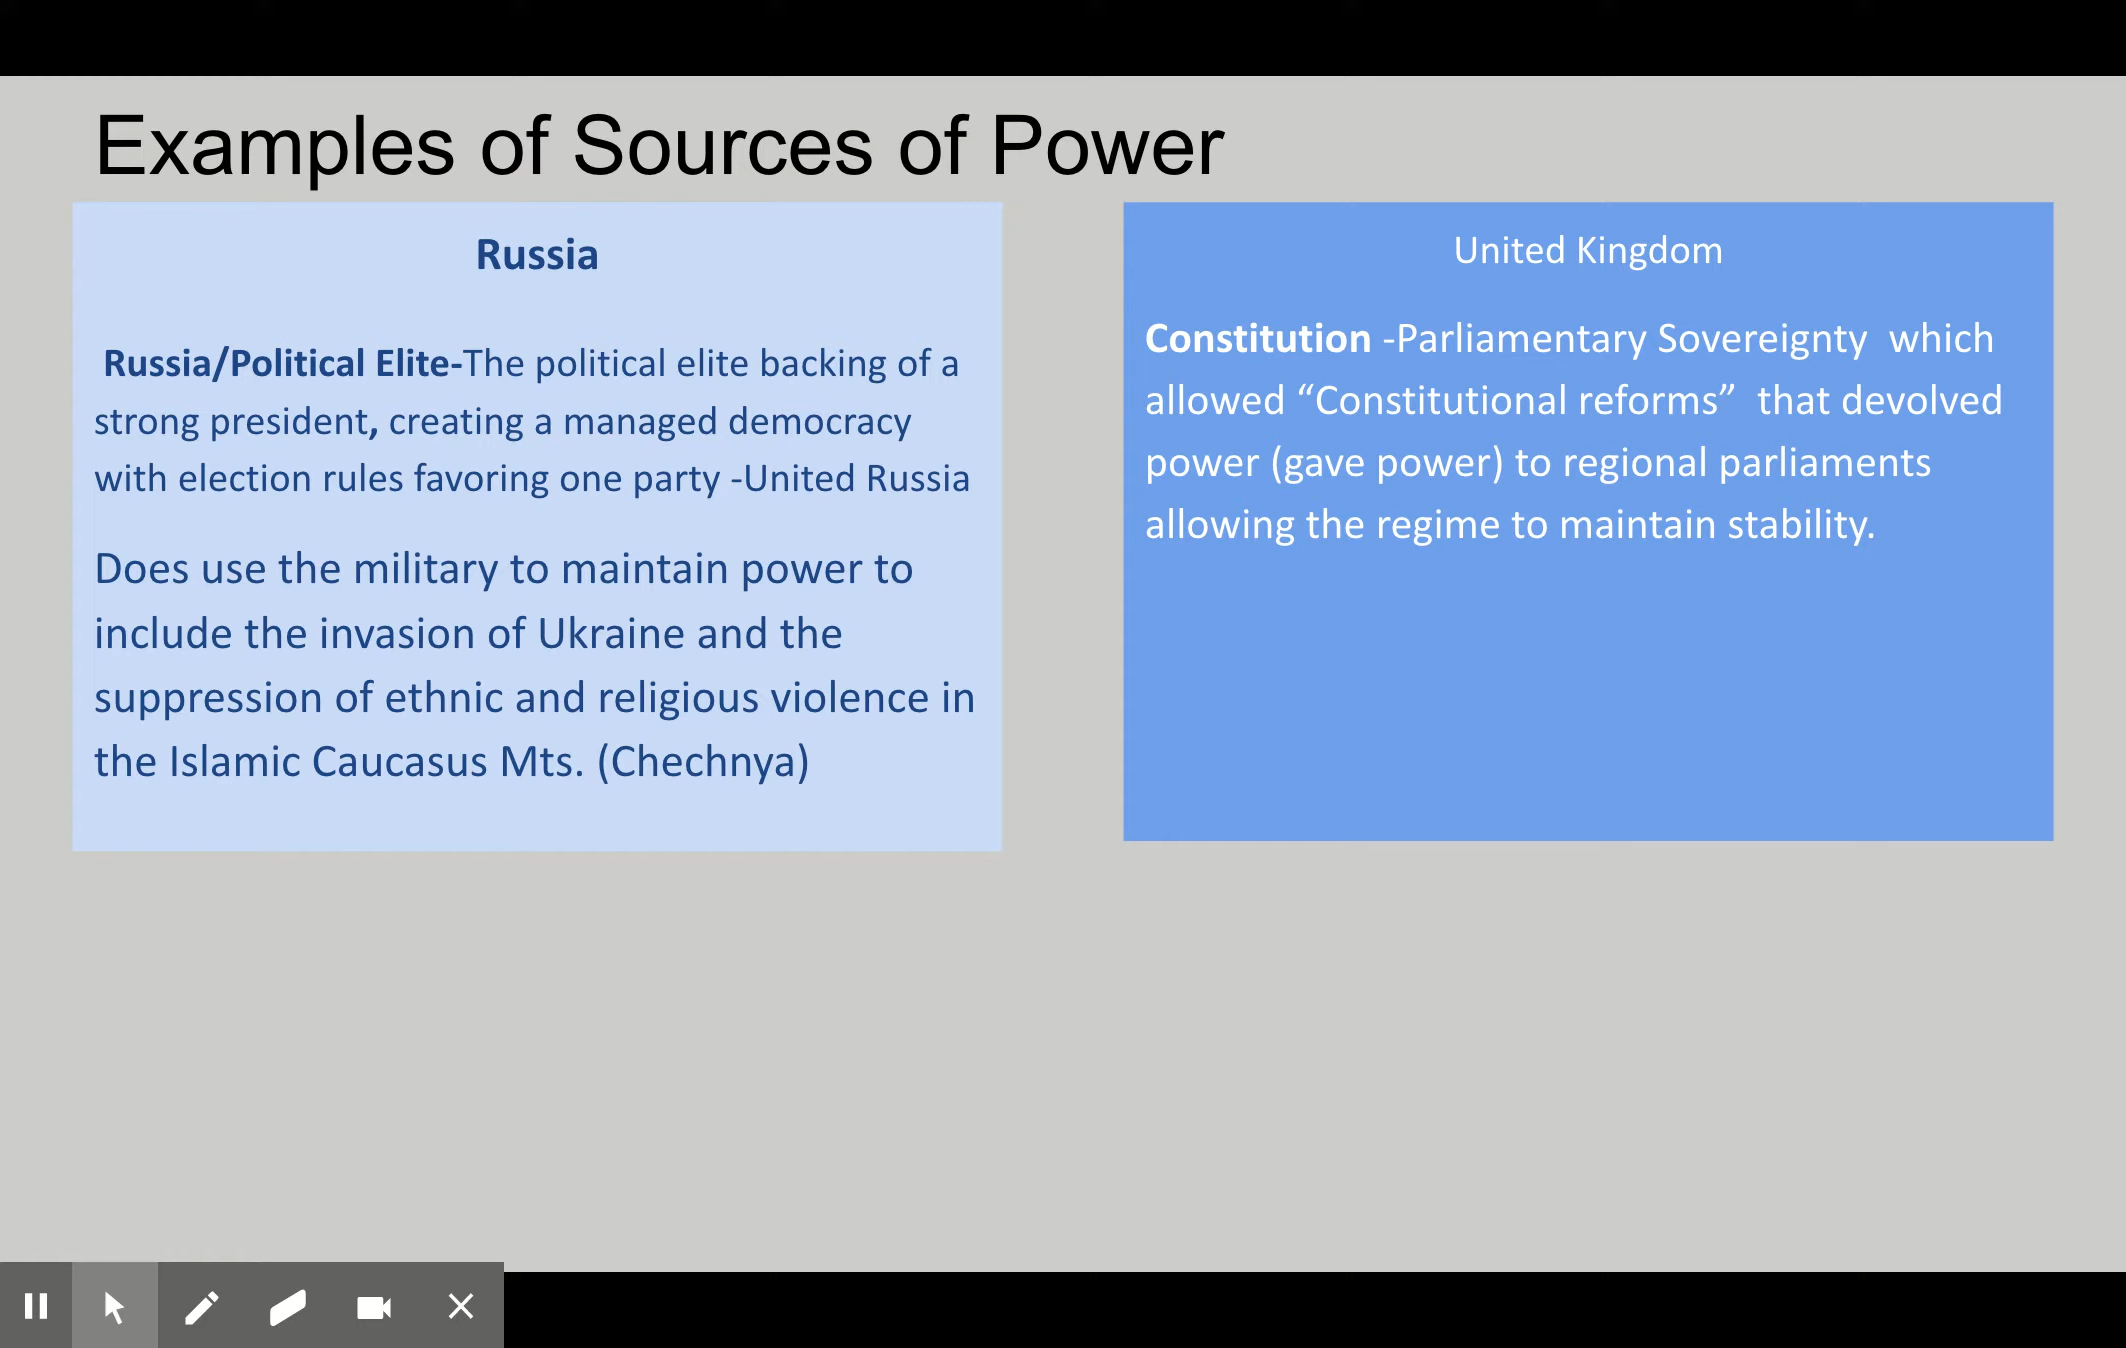 Examples of Sources of Power
Russia
Russia/Political Elite-The political elite backing of a
strong president, creating a managed democracy
with election rules favoring one party -United Russia
Does use the military to maintain power to
include the invasion of Ukraine and the
suppression of ethnic and religious violence in
the Islamic Caucasus Mts. (Chechnya)
United Kingdom
Constitution -Parliamentary Sovereignty  which
allowed “Constitutional reforms”  that devolved
power (gave power) to regional parliaments
allowing the regime to maintain stability.